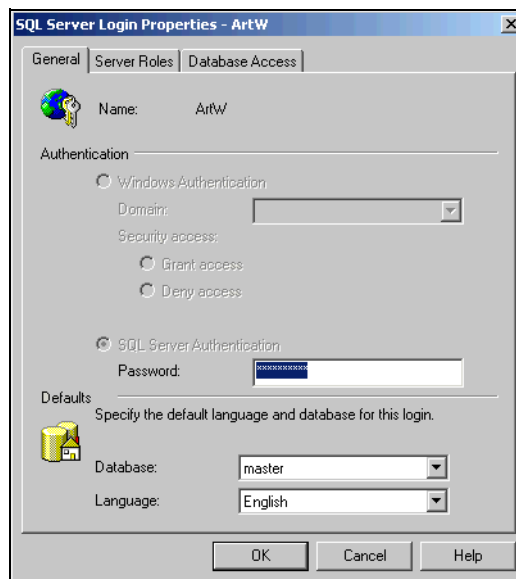 SQL Server Login Properties - ArtW
General Server Roles Database Access
Name: ArtW
Authentication
Windows Authentication
Domain:
Security access:
Grant access
Deny access
SQL Server Authentication
Password: **********
Defaults
Specify the default language and database for this login.
Database: master
Language: English
OK Cancel Help